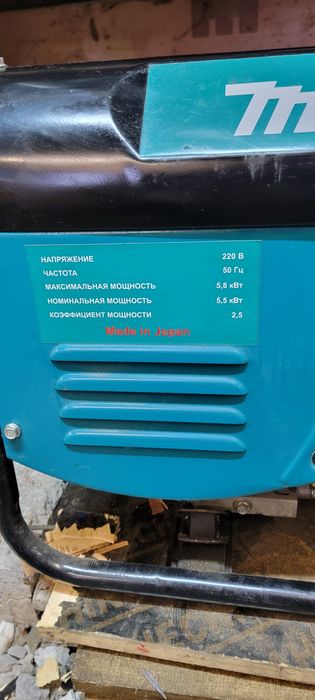 НАПРЯЖЕНИЕ 220 В
ЧАСТОТА 50 Гц
МАКСИМАЛЬНАЯ МОЩНОСТЬ 5,8 кВт
НОМИНАЛЬНАЯ МОЩНОСТЬ 5,5 кВт
КОЭФФИЦИЕНТ МОЩНОСТИ 2,5
Made in Japan